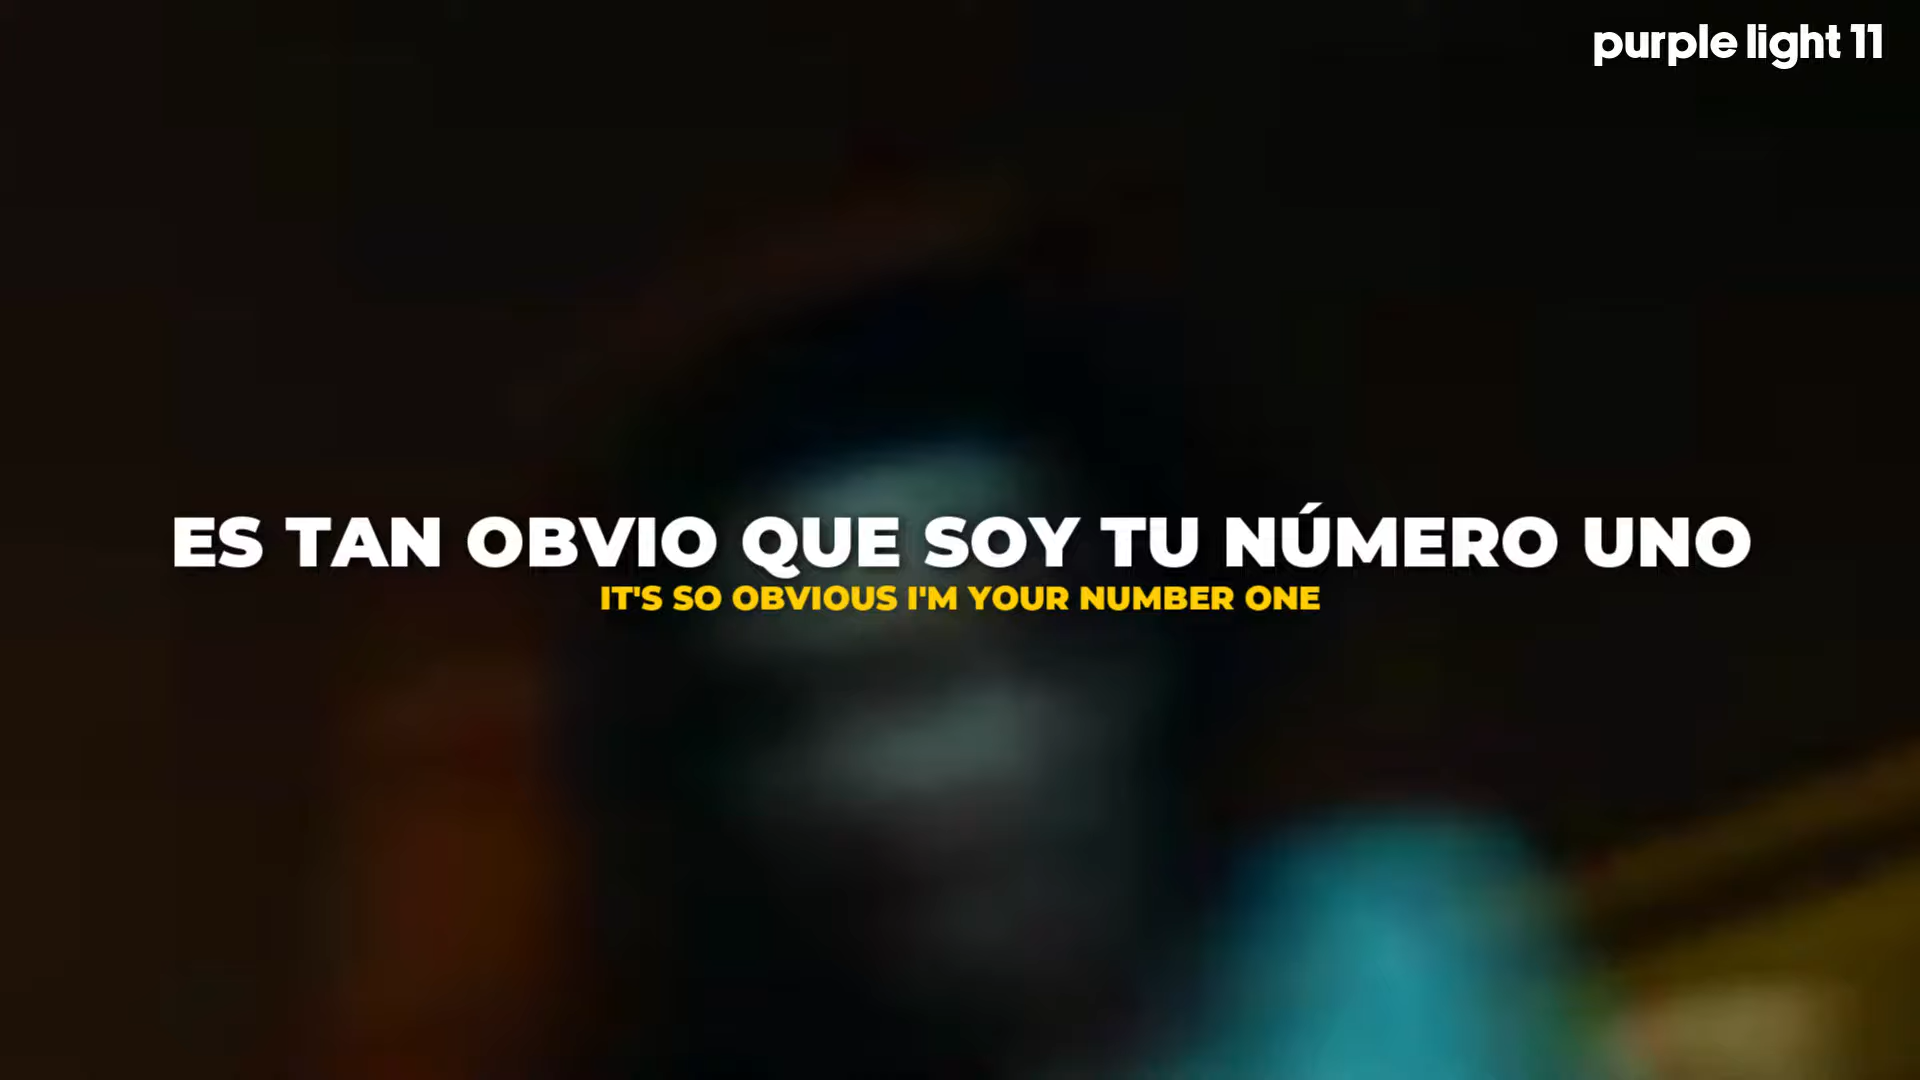 purple light 11
ES TAN OBVIO QUE SOY TU NÚMERO UNO
IT'S SO OBVIOUS I'M YOUR NUMBER ONE